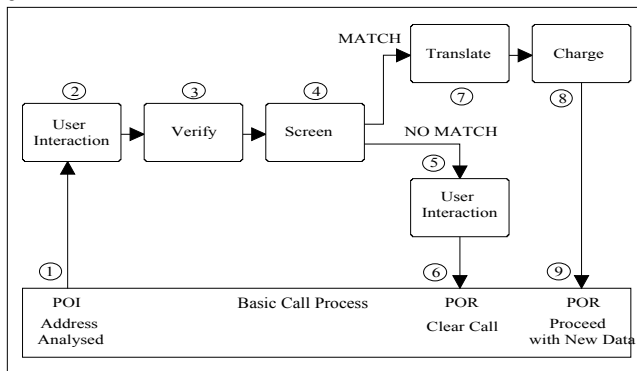 MATCH
Translate
Charge
2
3
4
7
8
User
Interaction
Verify
Screen
NO MATCH
5
User
Interaction
1
6
9
POI
Basic Call Process
POR
POR
Address
Analysed
Clear Call
Proceed
with New Data